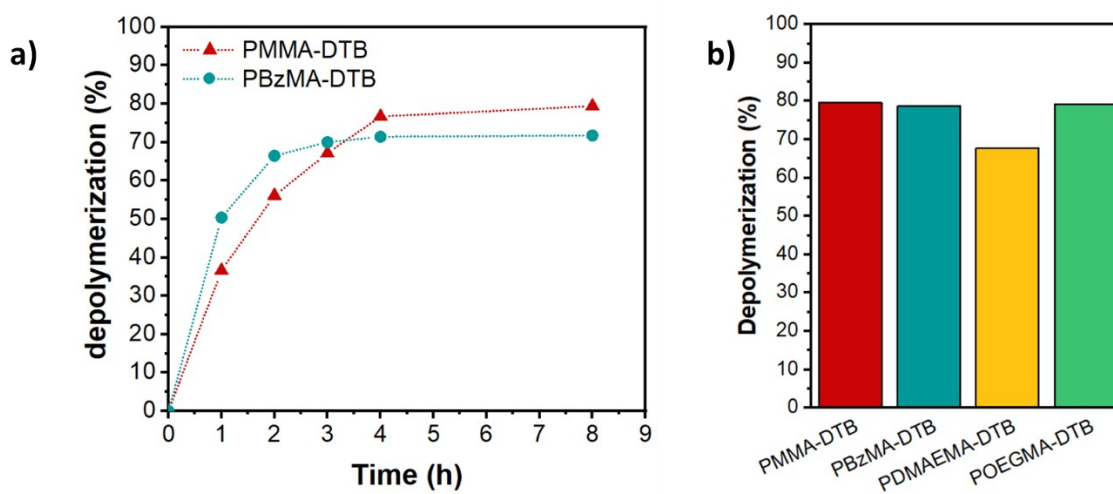 a)
PMMA-DTB
PBzMA-DTB
depolymerization (%)
100
90
80
70
60
50
40
30
20
10
0
0 1 2 3 4 5 6 7 8 9
Time (h)
b)
Depolymerization (%)
100
90
80
70
60
50
40
30
20
10
0
PMMA-DTB
PBzMA-DTB
PDMAEMA-DTB
POEGMA-DTB